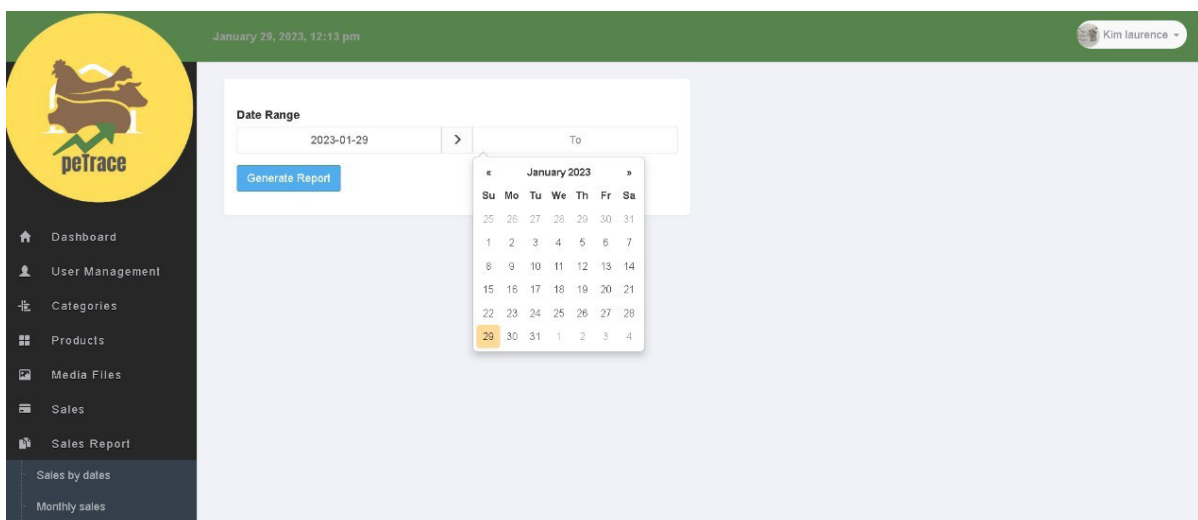 January 29, 2023, 12:13 pm
Kim laurence
peTrace
Dashboard
User Management
Categories
Products
Media Files
Sales
Sales Report
Sales by dates
Monthly sales
Date Range
2023-01-29 > To
Generate Report
« January 2023 »
Su Mo Tu We Th Fr Sa
25 26 27 28 29 30 31
1 2 3 4 5 6 7
8 9 10 11 12 13 14
15 16 17 18 19 20 21
22 23 24 25 26 27 28
29 30 31 1 2 3 4